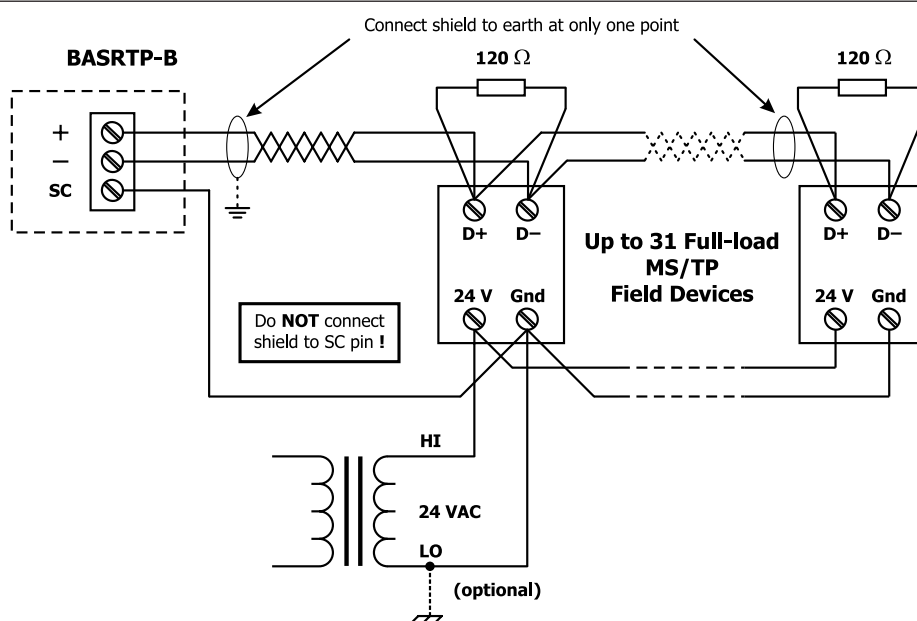 Connect shield to earth at only one point
BASRTP-B
120 Ω
120 Ω
+
−
SC
D+ D−
Up to 31 Full-load
MS/TP
Field Devices
D+ D−
24 V Gnd
24 V Gnd
Do NOT connect
shield to SC pin !
HI
24 VAC
LO
(optional)